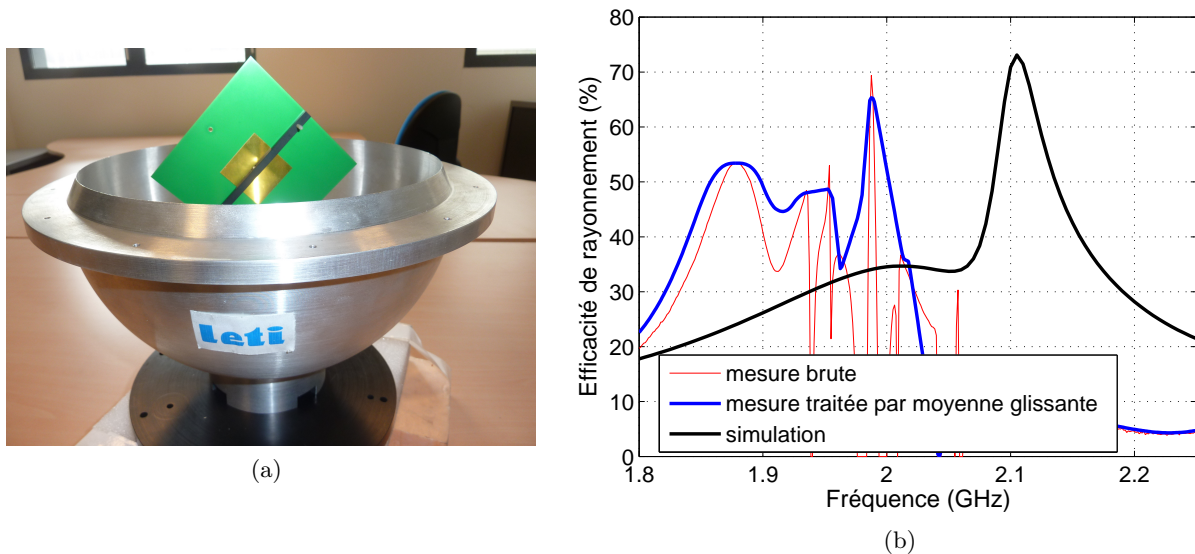 leti
(a)
Efficacité de rayonnement (%)
80
70
60
50
40
30
20
10
0
mesure brute
mesure traitée par moyenne glissante
simulation
1.8
1.9
2
2.1
2.2
Fréquence (GHz)
(b)